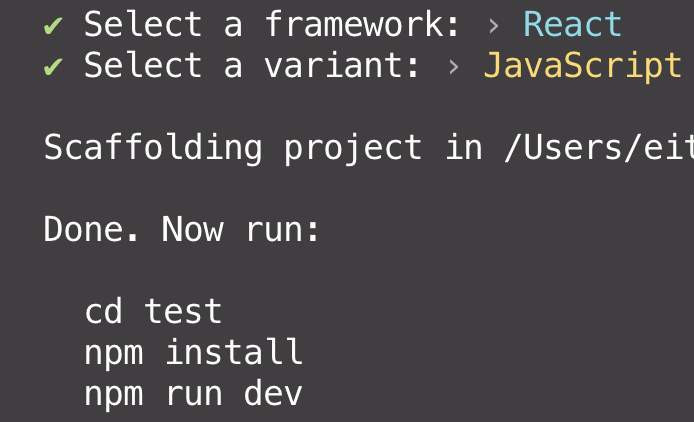 ✔ Select a framework: › React
✔ Select a variant: › JavaScript
Scaffolding project in /Users/eit
Done. Now run:
cd test
npm install
npm run dev